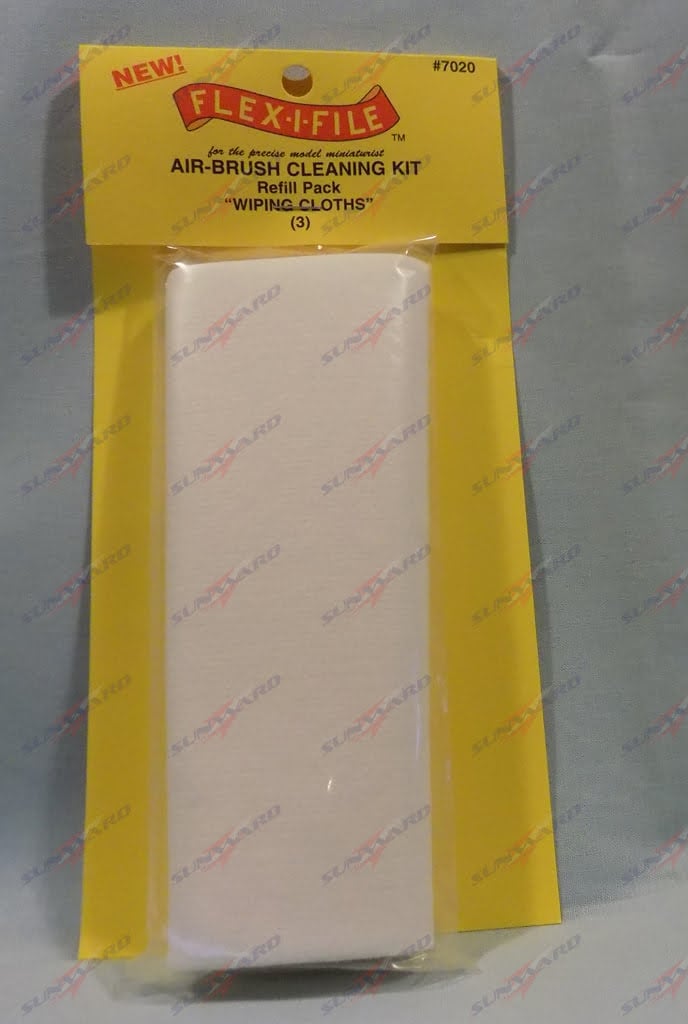 NEW!
#7020
FLEX-I-FILE
™
for the precise model miniaturist
AIR-BRUSH CLEANING KIT
Refill Pack
"WIPING CLOTHS"
(3)
SUNWARD